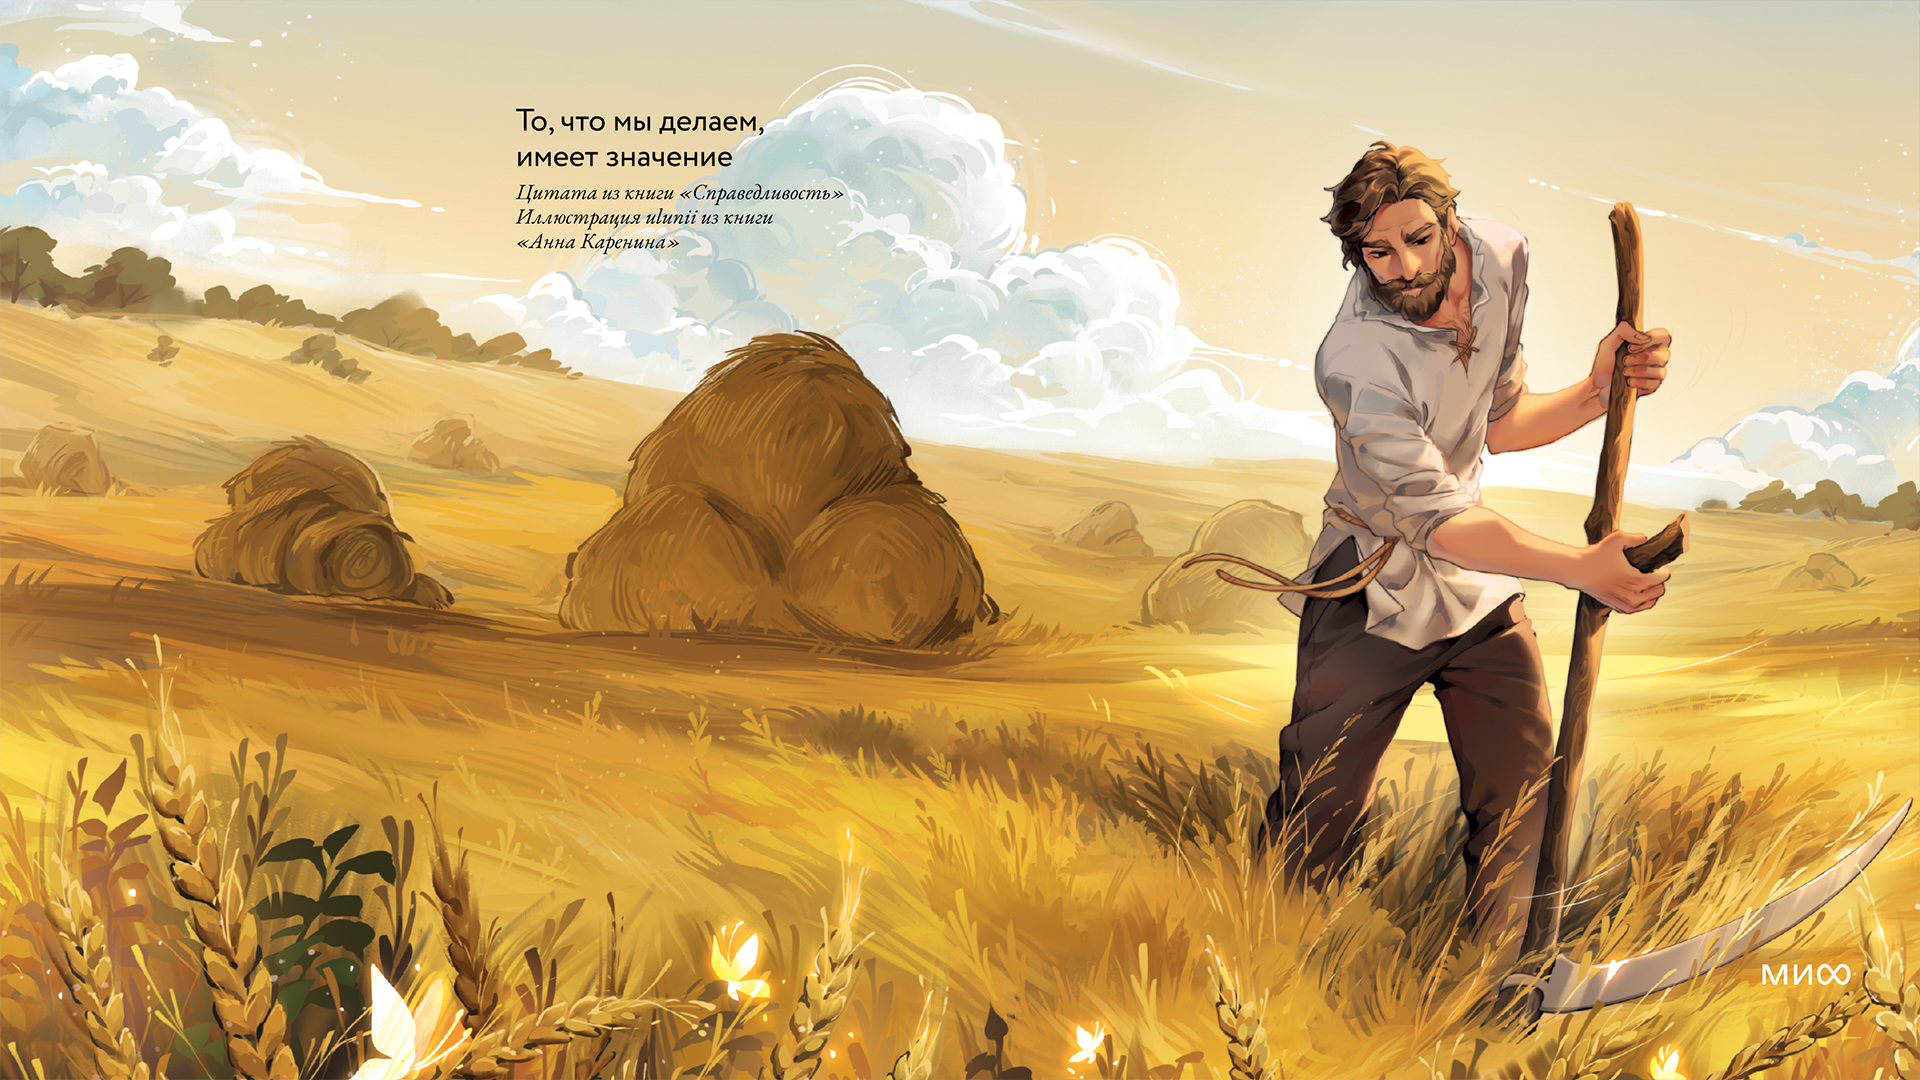 То, что мы делаем,
имеет значение
Цитата из книги «Справедливость»
Иллюстрация ulunii из книги
«Анна Каренина»
МИФ